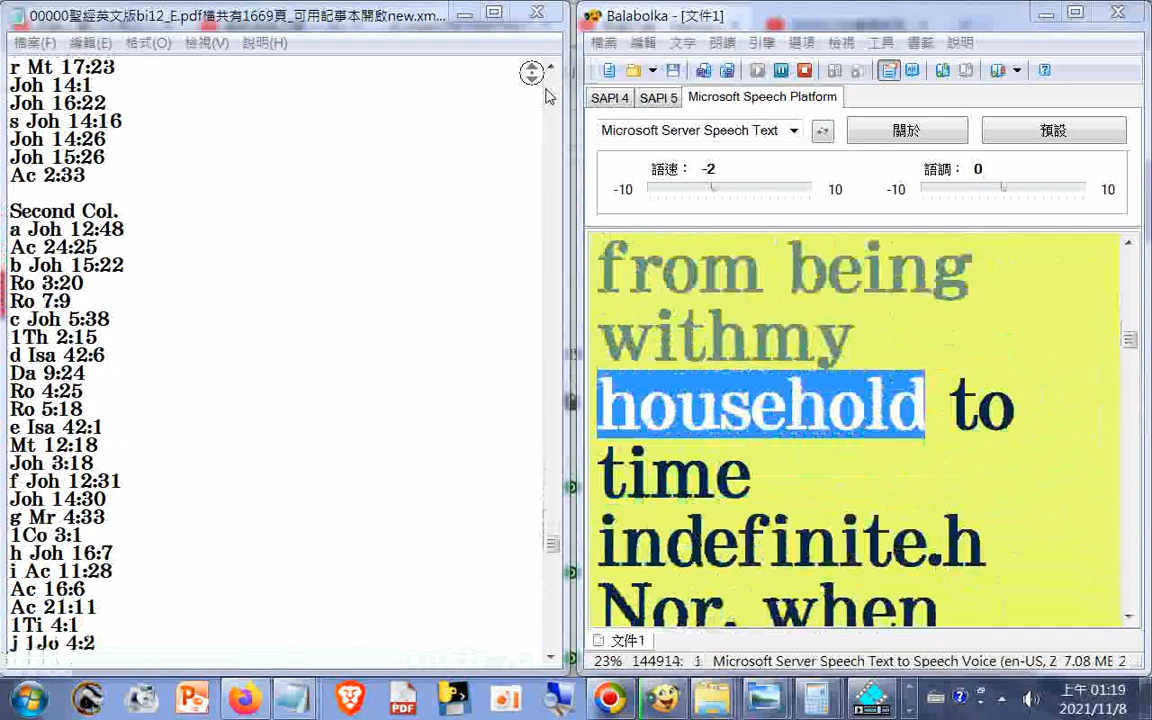 00000聖經英文版bi12_E.pdf檔共有1669頁_可用記事本開啟new.xm...
檔案(F) 編輯(E) 格式(O) 檢視(V) 說明(H)
r Mt 17:23
Joh 14:1
Joh 16:22
s Joh 14:16
Joh 14:26
Joh 15:26
Ac 2:33
Second Col.
a Joh 12:48
Ac 24:25
b Joh 15:22
Ro 3:20
Ro 7:9
c Joh 5:38
1Th 2:15
d Isa 42:6
Da 9:24
Ro 4:25
Ro 5:18
e Isa 42:1
Mt 12:18
Joh 3:18
f Joh 12:31
Joh 14:30
g Mr 4:33
1Co 3:1
h Joh 16:7
i Ac 11:28
Ac 16:6
Ac 21:11
1Ti 4:1
j 1Jo 4:2
Balabolka - [文件1]
檔案 編輯 文字 朗讀 引擎 選項 檢視 工具 書籤 說明
SAPI 4 SAPI 5 Microsoft Speech Platform
Microsoft Server Speech Text 關於 預設
語速： -2 語調： 0
-10 10 -10 10
from being
withmy
household to
time
indefinite.h
Nor, when
文件1
23% 144914: 1 Microsoft Server Speech Text to Speech Voice (en-US, Z 7.08 ME 2
PDF
上午 01:19
2021/11/8